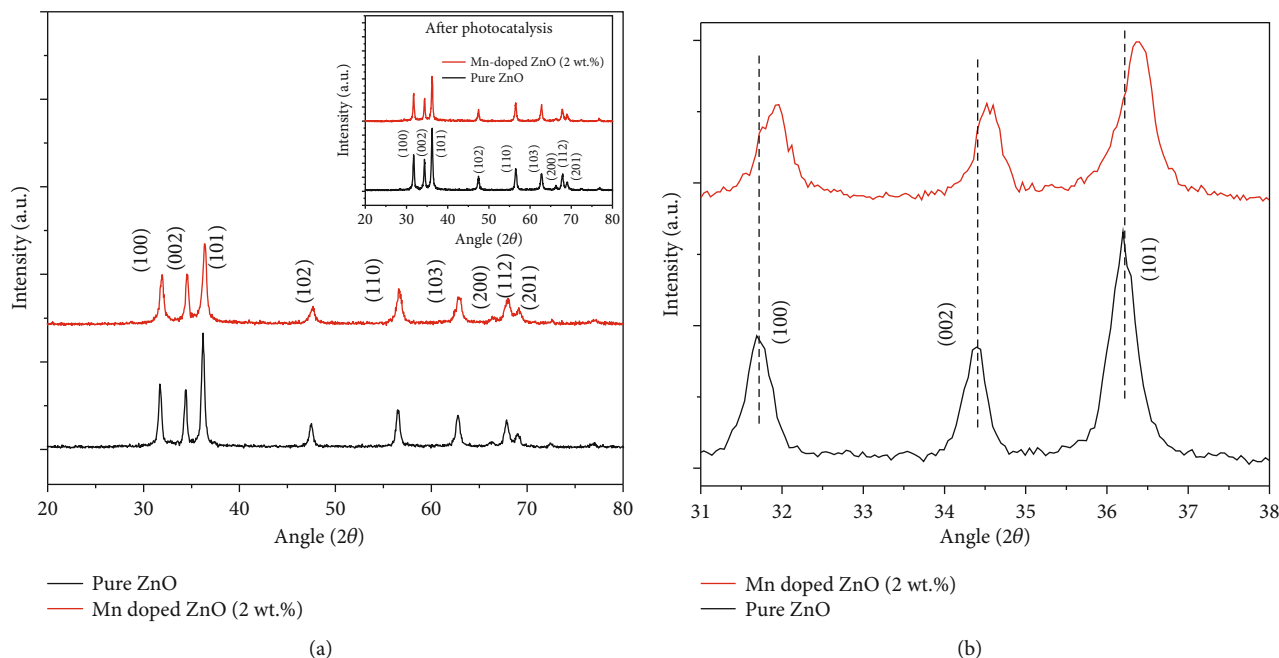 Intensity (a.u.)
(100)
(002)
(101)
(102)
(110)
(103)
(200)
(112)
(201)
20 30 40 50 60 70 80
Angle (2θ)
After photocatalysis
Mn-doped ZnO (2 wt.%)
Pure ZnO
Intensity (a.u.)
(100)
(002)
(101)
(102)
(110)
(103)
(200)
(112)
(201)
20 30 40 50 60 70 80
Angle (2θ)
Pure ZnO
Mn doped ZnO (2 wt.%)
(a)
Intensity (a.u.)
(100)
(002)
(101)
31 32 33 34 35 36 37 38
Angle (2θ)
Mn doped ZnO (2 wt.%)
Pure ZnO
(b)